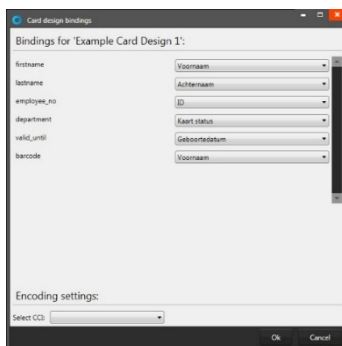 Card design bindings
Bindings for 'Example Card Design 1':
firstname Voornaam
lastname Achternaam
employee_no ID
department Kaart status
valid_until Geboortedatum
barcode Voornaam
Encoding settings:
Select CCI:
Ok Cancel